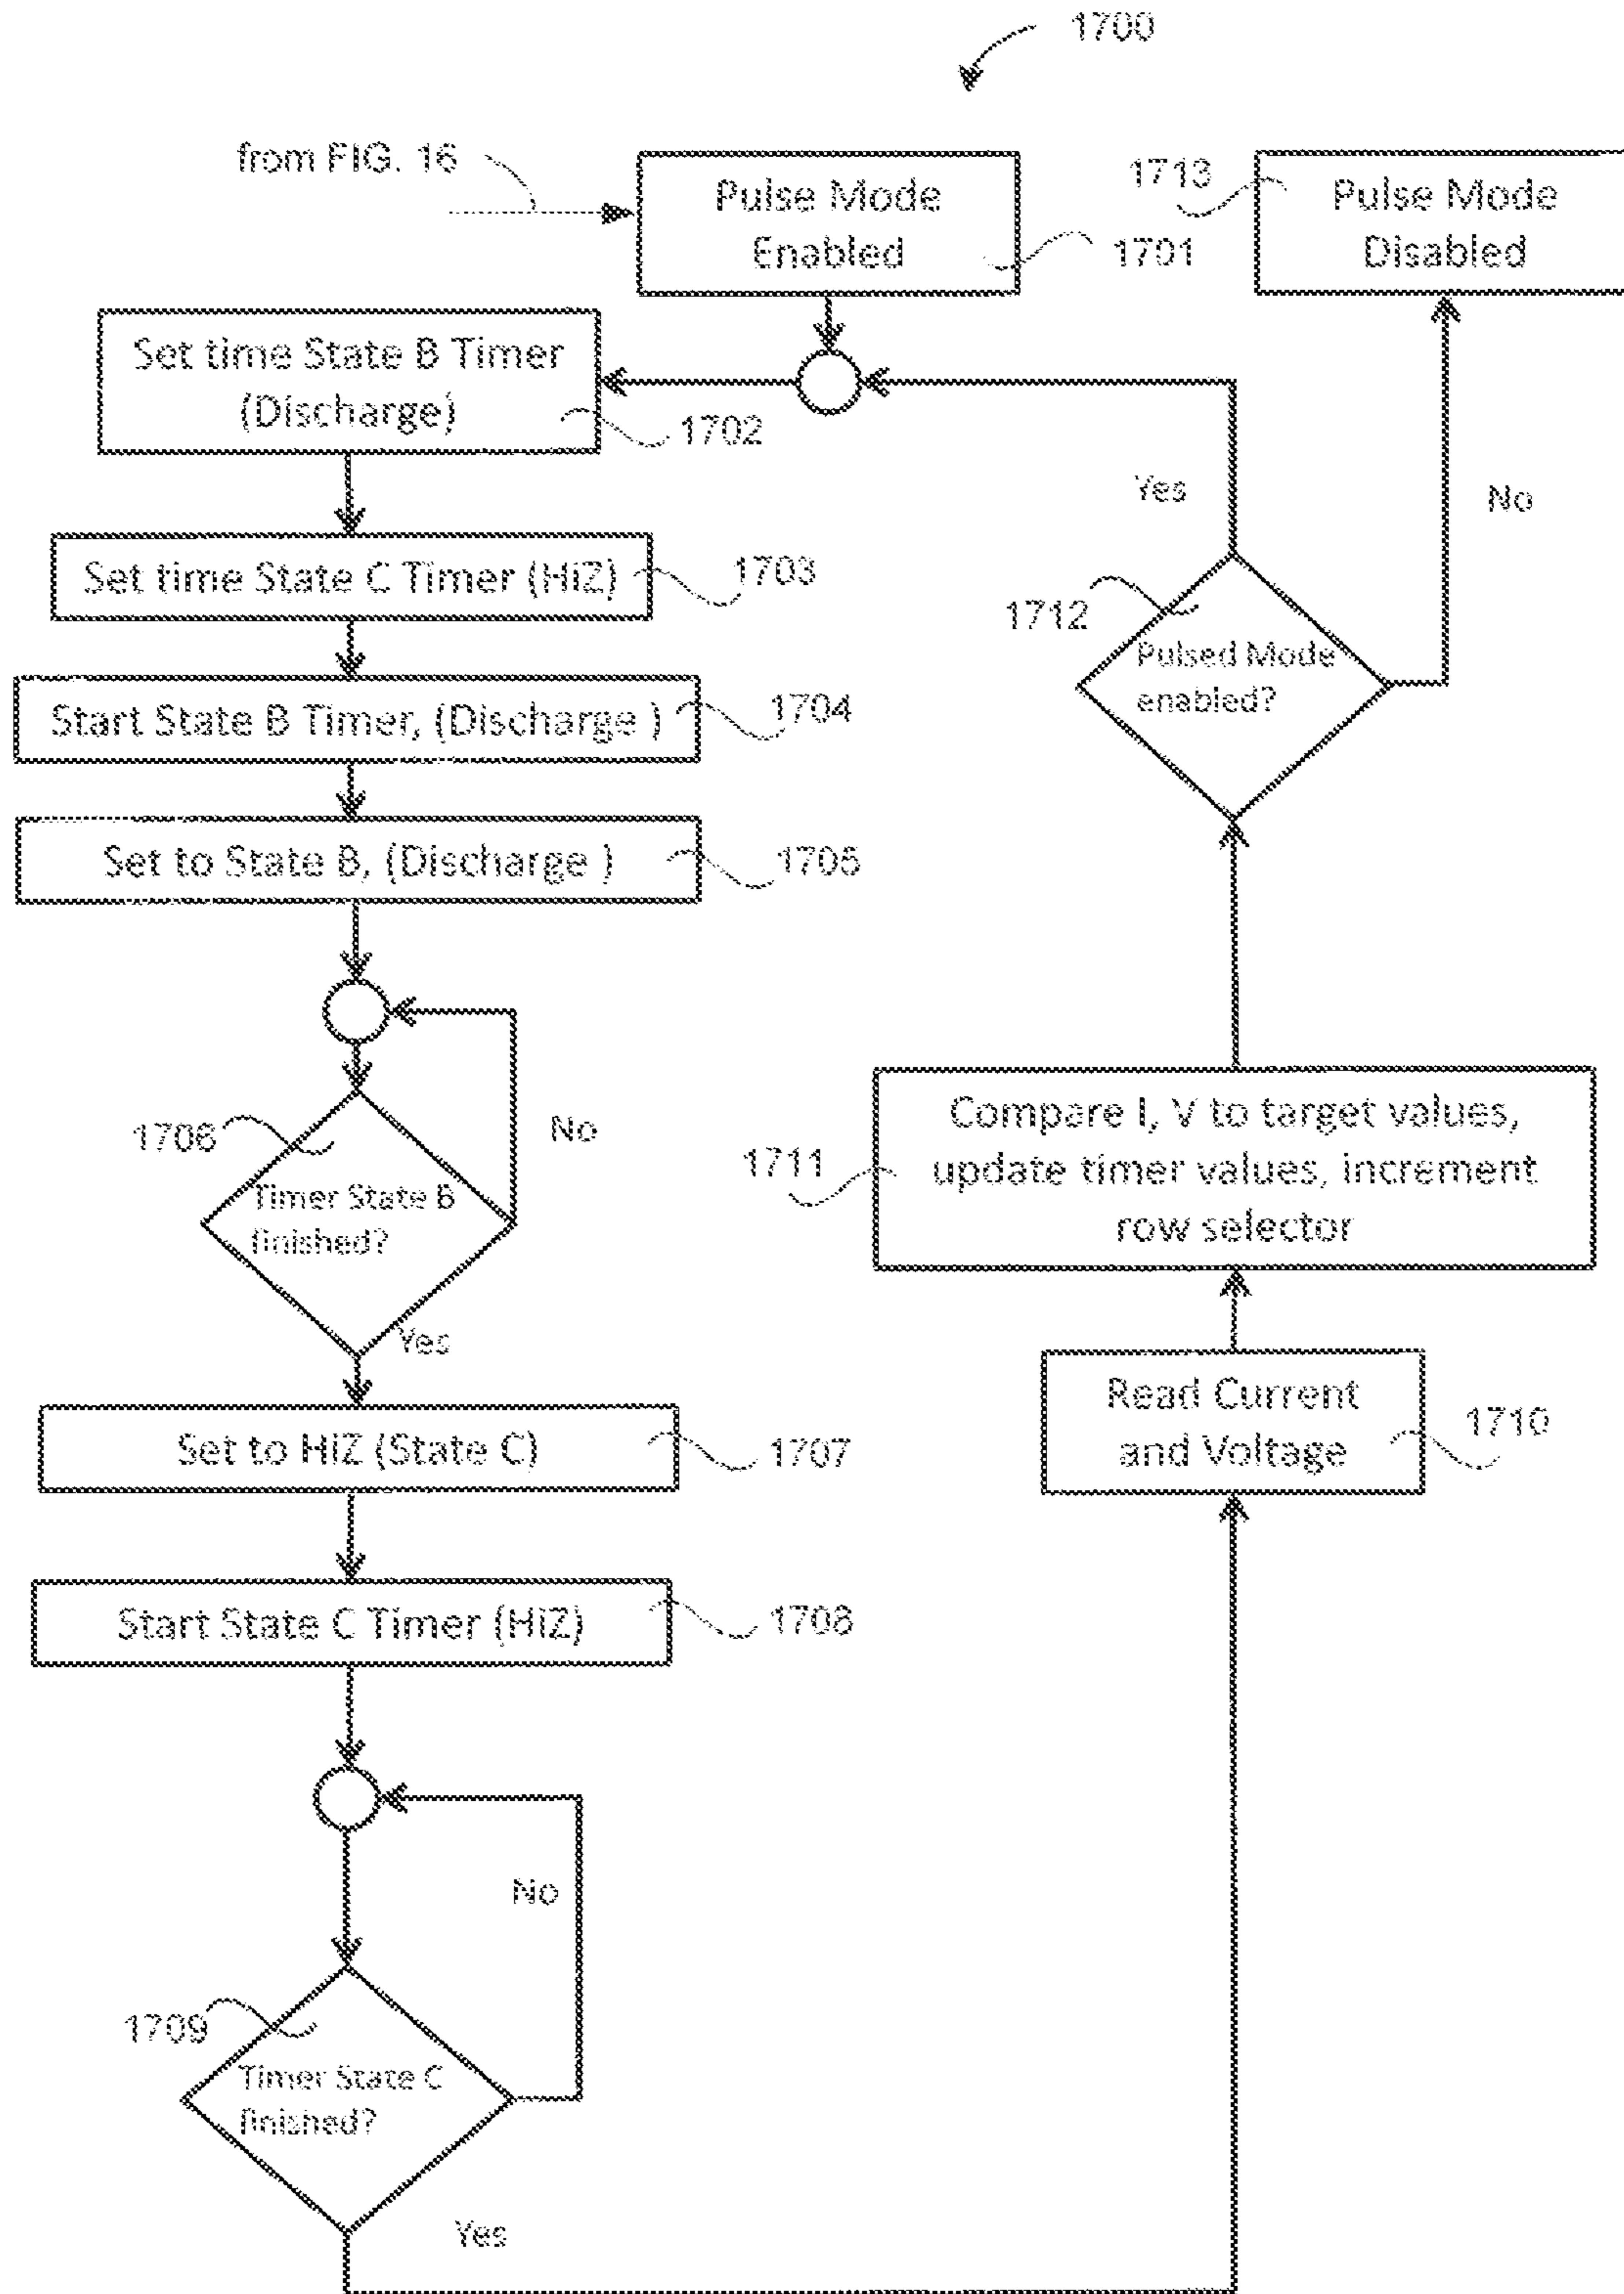 1700
from FIG. 16
Pulse Mode
Enabled
1701
1713
Pulse Mode
Disabled
Set time State B Timer
(Discharge)
1702
Yes
No
Set time State C Timer (HiZ)
1703
1712
Pulsed Mode
enabled?
Start State B Timer, (Discharge )
1704
Set to State B, (Discharge )
1705
1706
No
Timer State B
finished?
Yes
1711
Compare I, V to target values,
update timer values, increment
row selector
Set to HiZ (State C)
1707
Read Current
and Voltage
1710
Start State C Timer (HiZ)
1708
No
1709
Timer State C
finished?
Yes